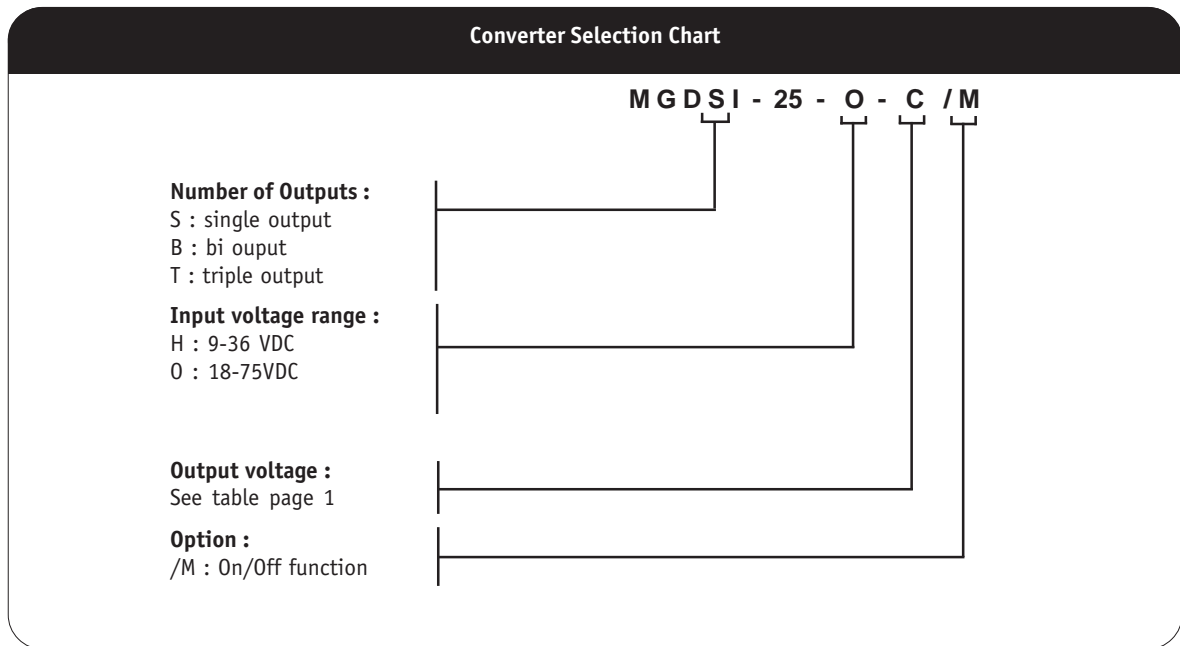 Converter Selection Chart
MGDSI - 25 - O - C /M
Number of Outputs :
S : single output
B : bi ouput
T : triple output
Input voltage range :
H : 9-36 VDC
O : 18-75VDC
Output voltage :
See table page 1
Option :
/M : On/Off function